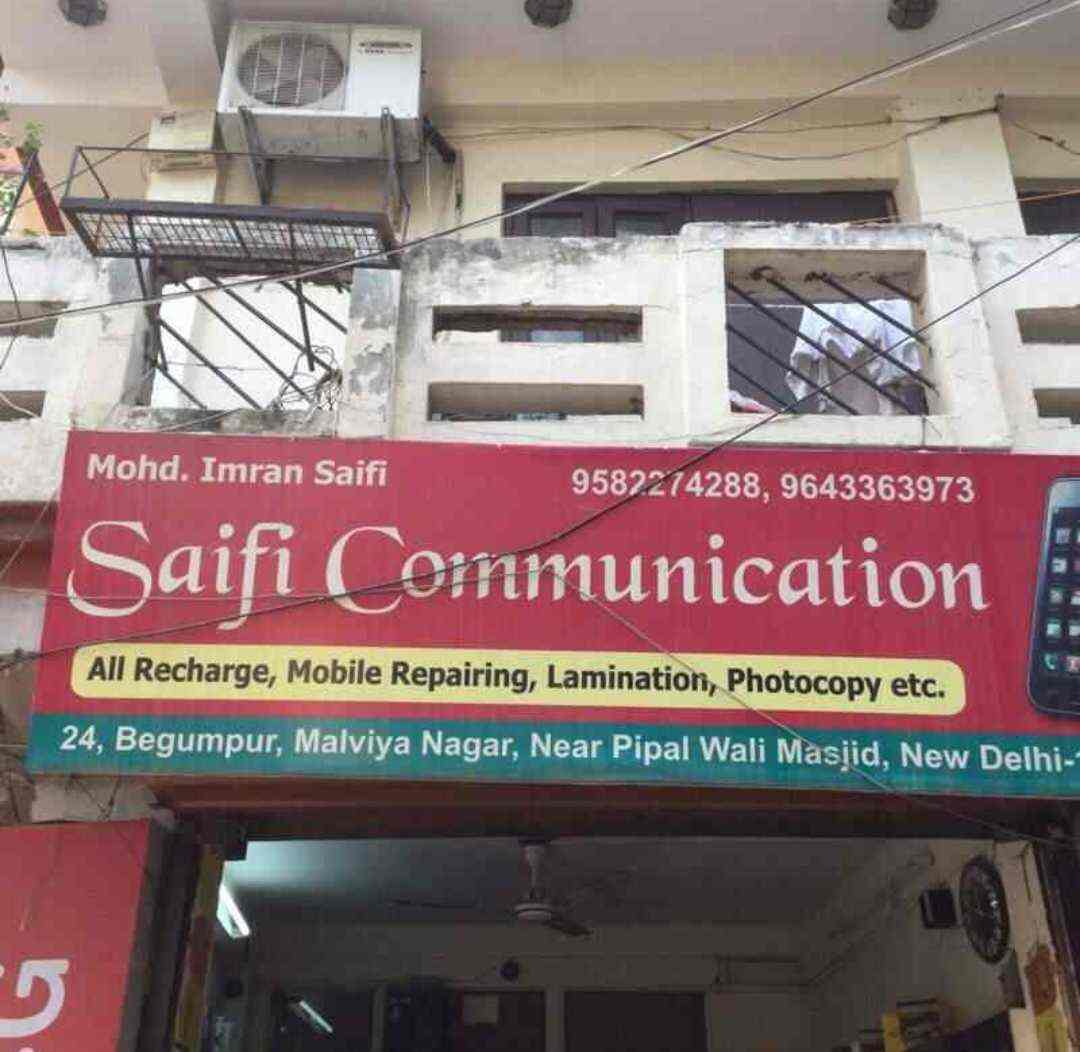 Mohd. Imran Saifi
9582274288, 9643363973
Saifi Communication
All Recharge, Mobile Repairing, Lamination, Photocopy etc.
24, Begumpur, Malviya Nagar, Near Pipal Wali Masjid, New Delhi-